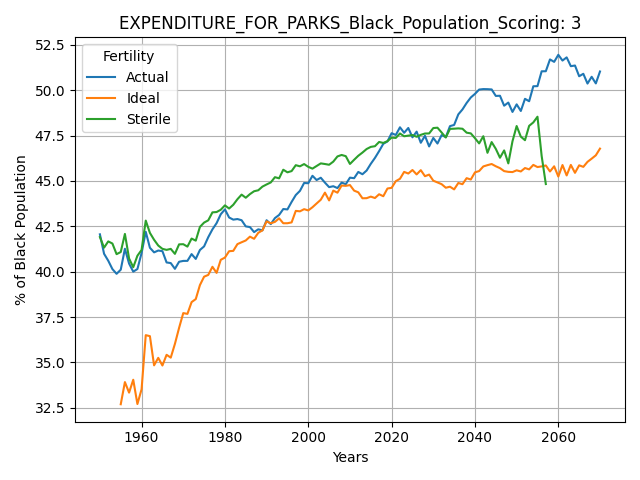 EXPENDITURE_FOR_PARKS_Black_Population_Scoring: 3
Fertility
Actual
Ideal
Sterile
52.5
50.0
47.5
45.0
42.5
40.0
37.5
35.0
32.5
% of Black Population
1960 1980 2000 2020 2040 2060
Years